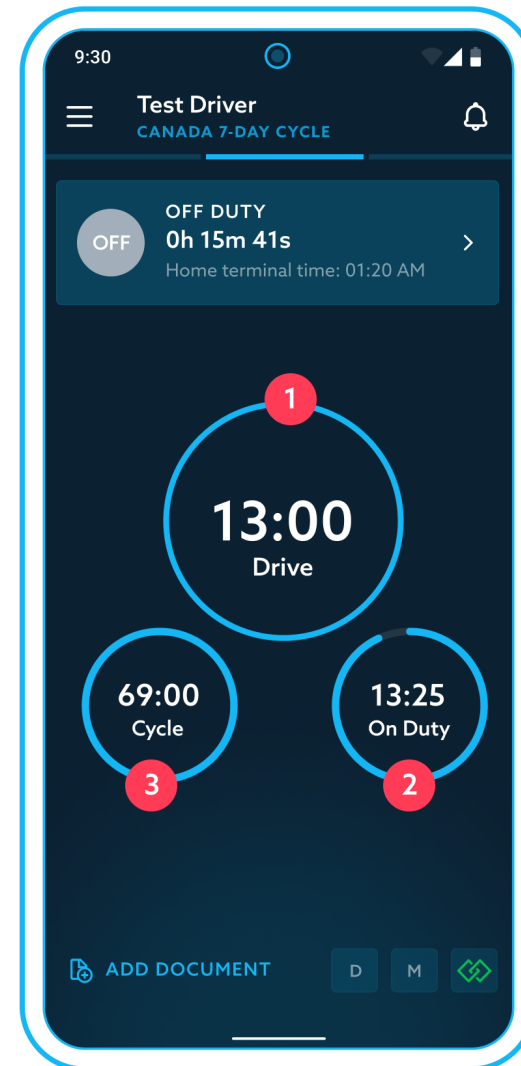 9:30
Test Driver
CANADA 7-DAY CYCLE
OFF
OFF DUTY
0h 15m 41s
Home terminal time: 01:20 AM
1
13:00
Drive
69:00
Cycle
3
13:25
On Duty
2
ADD DOCUMENT
D
M